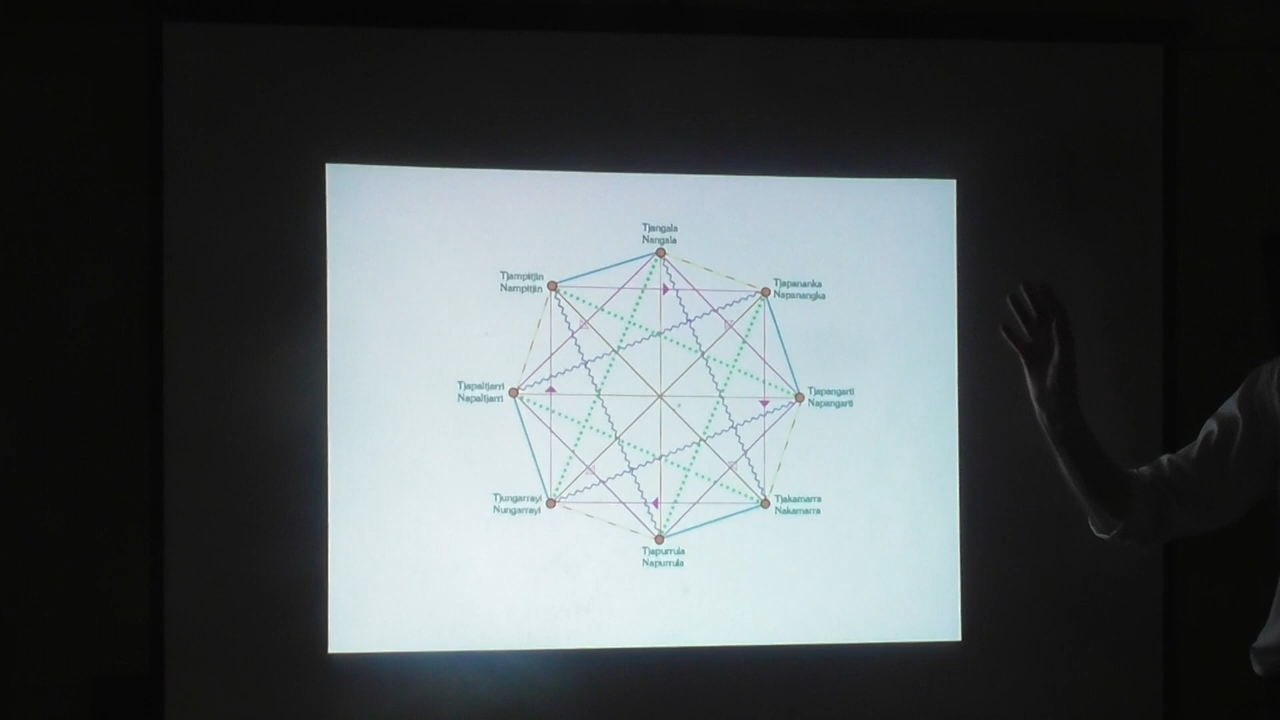 Tjangala
Nangala
Tjampitjin
Nampitjin
Tjapananka
Napanangka
Tjapaltjarri
Napaltjarri
Tjapangarti
Napangarti
Tjungarrayi
Nungarrayi
Tjakamarra
Nakamarra
Tjapurrula
Napurrula